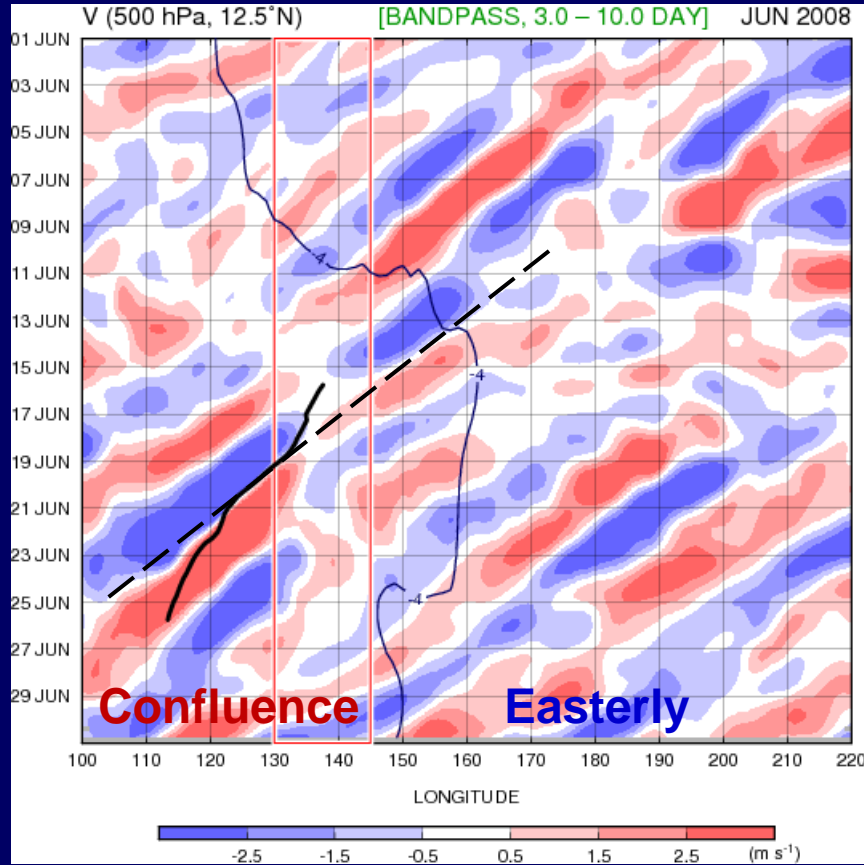 V (500 hPa, 12.5˚N) [BANDPASS, 3.0 – 10.0 DAY] JUN 2008
01 JUN
03 JUN
05 JUN
07 JUN
09 JUN
-4
11 JUN
13 JUN
-4
15 JUN
17 JUN
19 JUN
21 JUN
23 JUN
25 JUN
-4
27 JUN
29 JUN
Confluence Easterly
100 110 120 130 140 150 160 170 180 190 200 210 220
LONGITUDE
-2.5 -1.5 -0.5 0.5 1.5 2.5 (m s⁻¹)